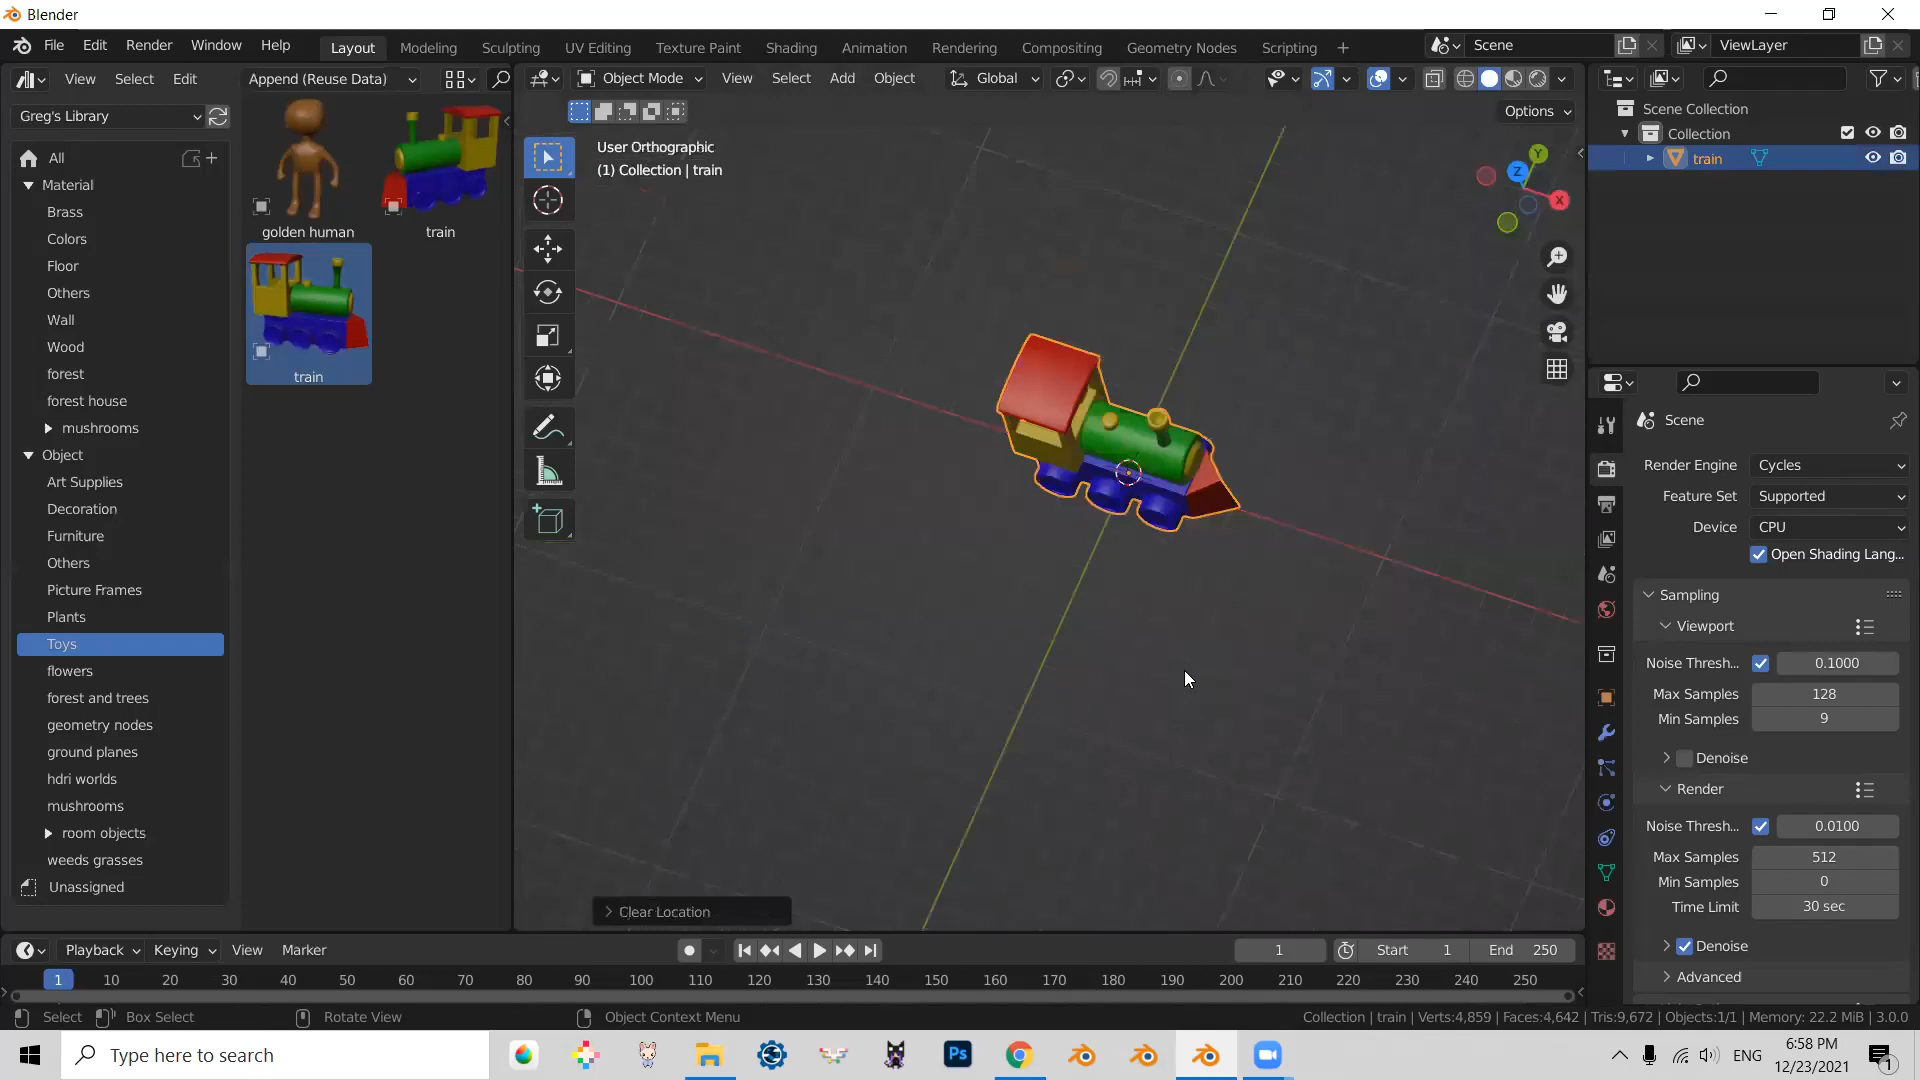 Blender
File Edit Render Window Help Layout Modeling Sculpting UV Editing Texture Paint Shading Animation Rendering Compositing Geometry Nodes Scripting + Scene ViewLayer
View Select Edit Append (Reuse Data) Object Mode View Select Add Object Global
Greg's Library
Options
All
Material
Brass
Colors
Floor
Others
Wall
Wood
forest
forest house
mushrooms
Object
Art Supplies
Decoration
Furniture
Others
Picture Frames
Plants
Toys
flowers
forest and trees
geometry nodes
ground planes
hdri worlds
mushrooms
room objects
weeds grasses
Unassigned
golden human
train
train
User Orthographic
(1) Collection | train
Y
Z
X
Clear Location
Scene Collection
Collection
train
Scene
Render Engine Cycles
Feature Set Supported
Device CPU
Open Shading Lang...
Sampling
Viewport
Noise Thresh... 0.1000
Max Samples 128
Min Samples 9
Denoise
Render
Noise Thresh... 0.0100
Max Samples 512
Min Samples 0
Time Limit 30 sec
Denoise
Advanced
Playback Keying View Marker 1 Start 1 End 250
1 10 20 30 40 50 60 70 80 90 100 110 120 130 140 150 160 170 180 190 200 210 220 230 240 250
Select Box Select Rotate View Object Context Menu Collection | train | Verts:4,859 | Faces:4,642 | Tris:9,672 | Objects:1/1 | Memory: 22.2 MiB | 3.0.0
Type here to search Ps ENG 6:58 PM
12/23/2021 1